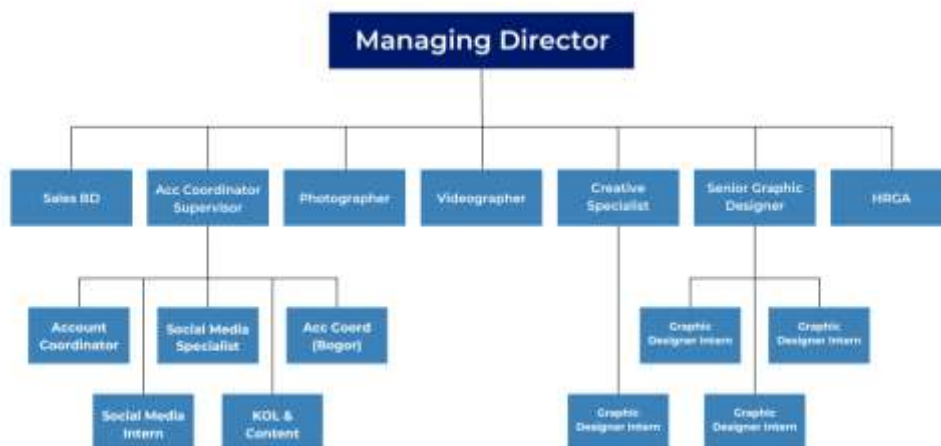 Managing Director
Sales BD
Acc Coordinator
Supervisor
Photographer
Videographer
Creative
Specialist
Senior Graphic
Designer
HRGA
Account
Coordinator
Social Media
Specialist
Acc Coord
(Bogor)
Graphic
Designer Intern
Graphic
Designer Intern
Social Media
Intern
KOL &
Content
Graphic
Designer Intern
Graphic
Designer Intern